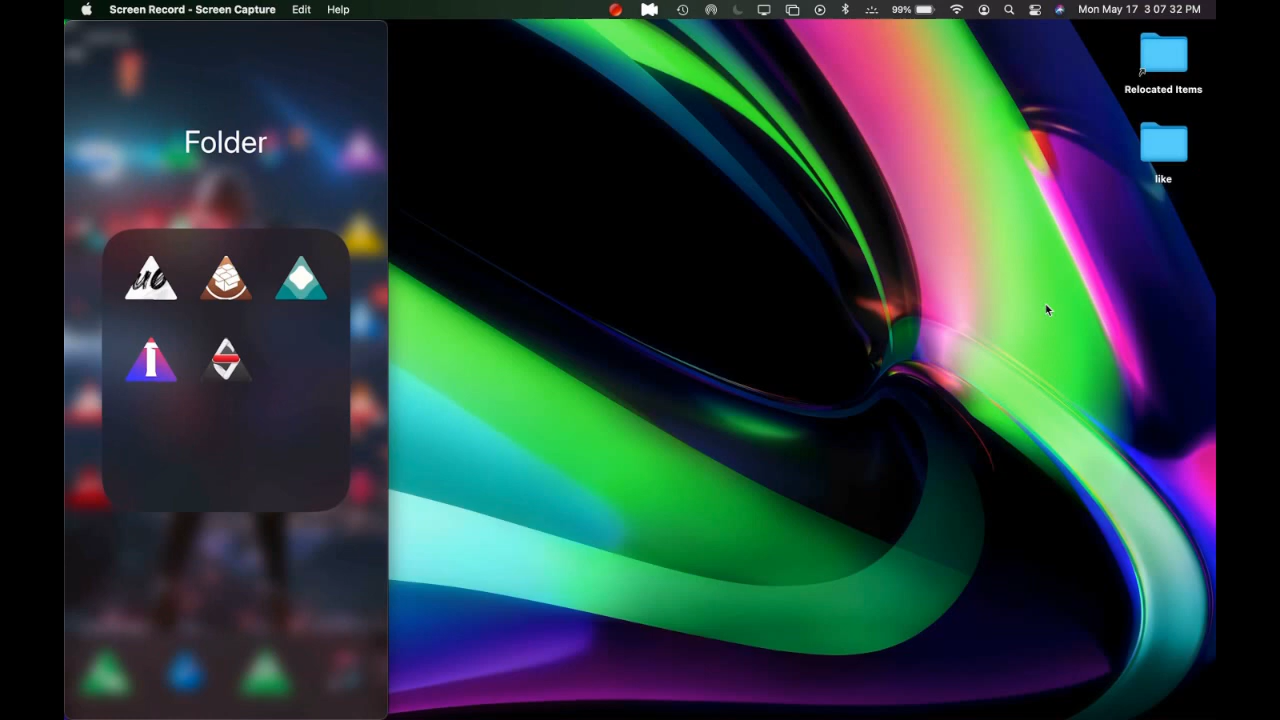 Screen Record - Screen Capture Edit Help 99% Mon May 17 3 07 32 PM
Relocated Items
like
Folder